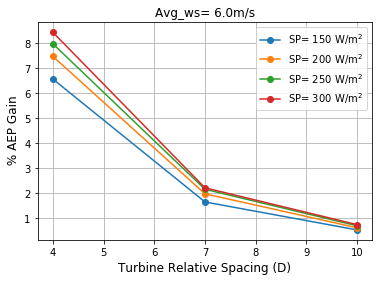 Avg_ws= 6.0m/s
% AEP Gain
8
7
6
5
4
3
2
1
SP= 150 W/m²
SP= 200 W/m²
SP= 250 W/m²
SP= 300 W/m²
4 5 6 7 8 9 10
Turbine Relative Spacing (D)